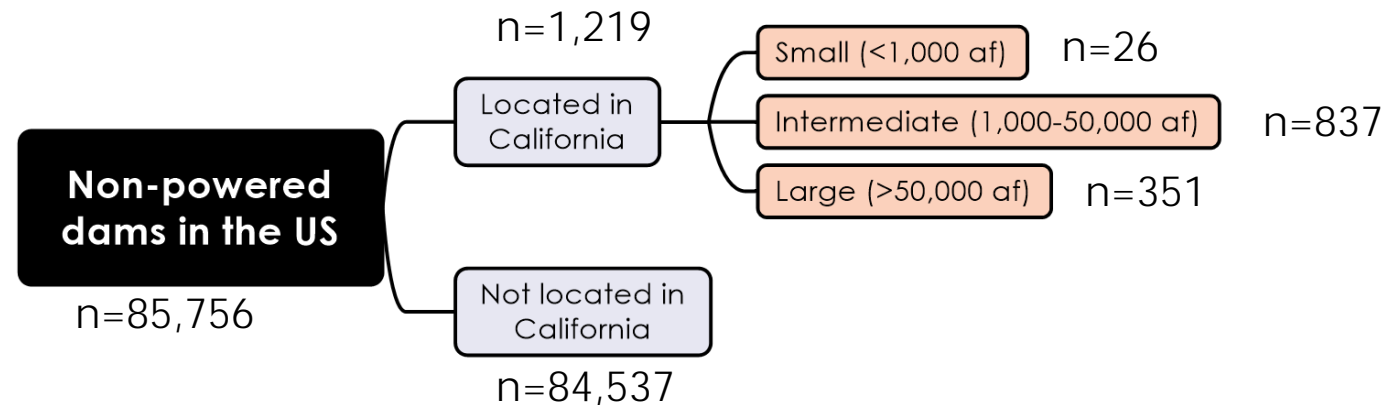 n=1,219
Small (<1,000 af)
n=26
Located in
California
Intermediate (1,000-50,000 af)
n=837
Large (>50,000 af)
n=351
Non-powered
dams in the US
n=85,756
Not located in
California
n=84,537